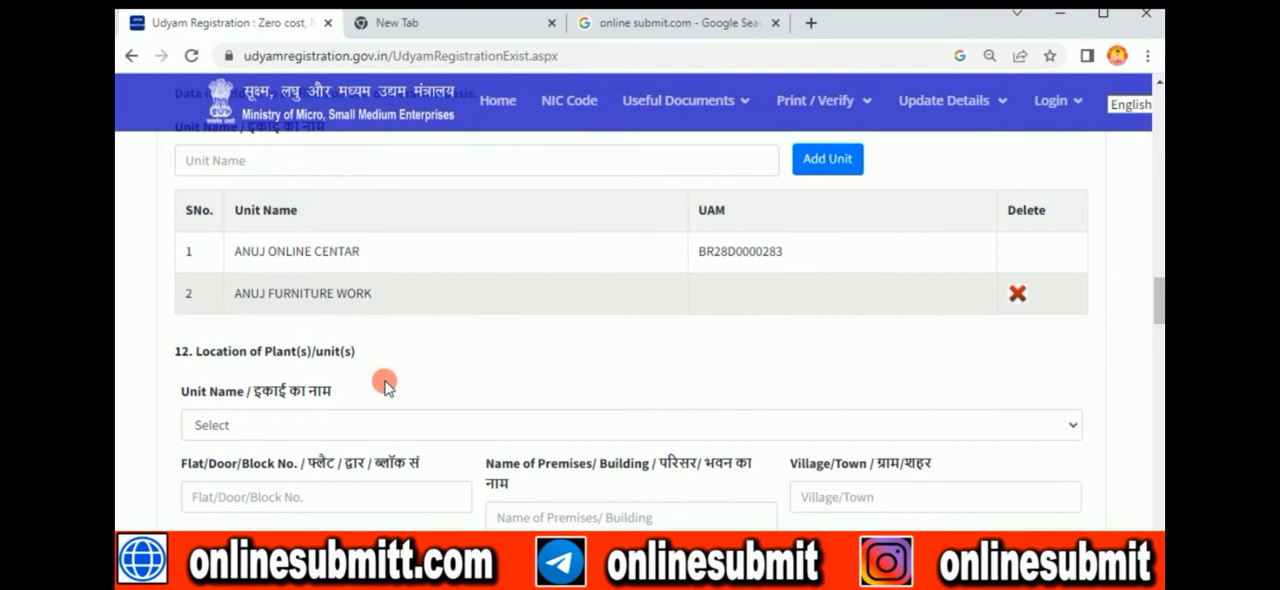 Udyam Registration : Zero cost,
New Tab
online submit.com - Google Sea
udyamregistration.gov.in/UdyamRegistrationExist.aspx
सूक्ष्म, लघु और मध्यम उद्यम मंत्रालय
Ministry of Micro, Small Medium Enterprises
Home NIC Code Useful Documents Print / Verify Update Details Login English
Unit Name / इकाई का नाम
Unit Name
Add Unit
SNo. Unit Name UAM Delete
1 ANUJ ONLINE CENTAR BR28D0000283
2 ANUJ FURNITURE WORK
12. Location of Plant(s)/unit(s)
Unit Name / इकाई का नाम
Select
Flat/Door/Block No. / फ्लैट / द्वार / ब्लॉक सं
Flat/Door/Block No.
Name of Premises/ Building / परिसर/ भवन का
नाम
Name of Premises/ Building
Village/Town / ग्राम/शहर
Village/Town
onlinesubmitt.com onlinesubmit onlinesubmit